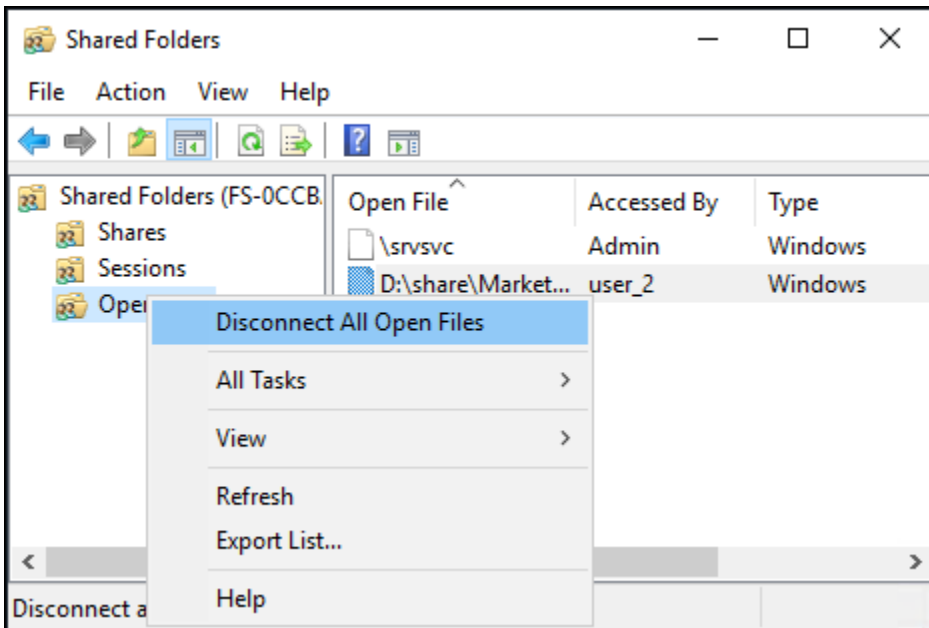 Shared Folders
File Action View Help
Shared Folders (FS-0CCB.
Shares
Sessions
Open File Accessed By Type
\srvsvc Admin Windows
D:\share\Market... user_2 Windows
Disconnect All Open Files
All Tasks
View
Refresh
Export List...
Help
Disconnect a